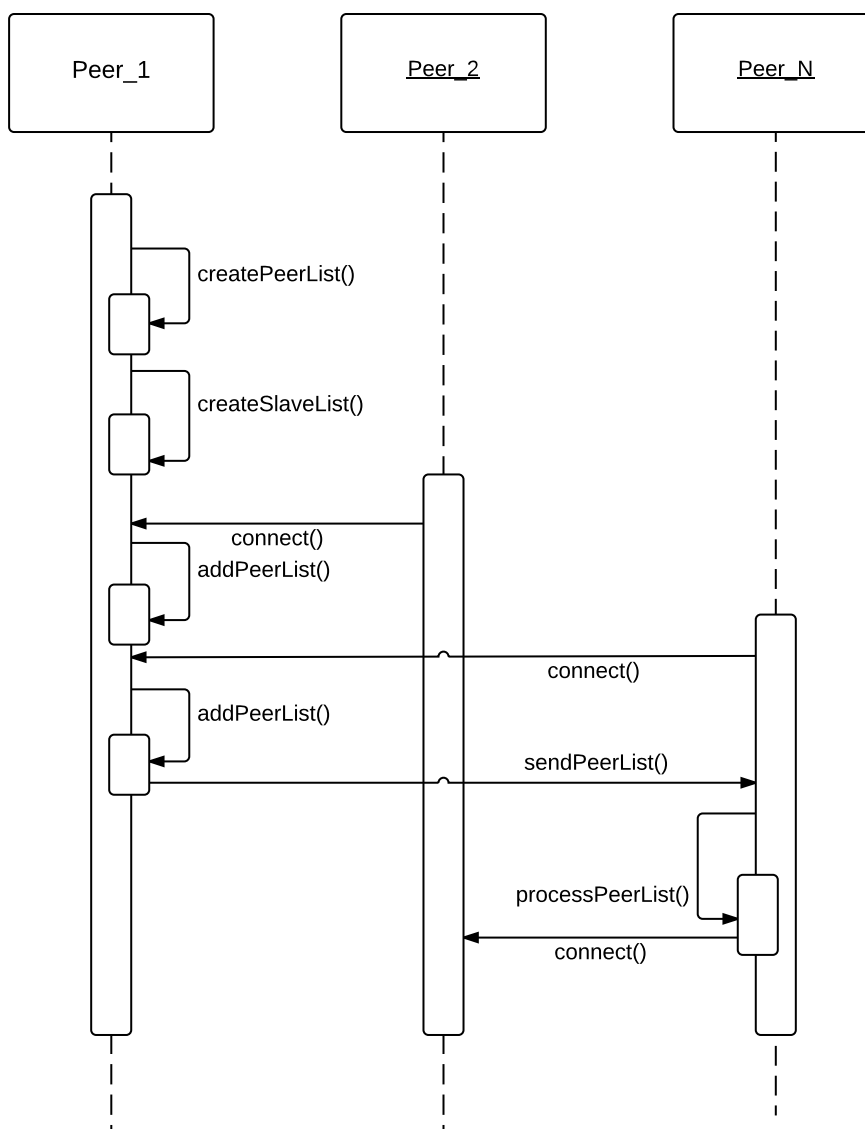 Peer_1
Peer_2
Peer_N
createPeerList()
createSlaveList()
connect()
addPeerList()
connect()
addPeerList()
sendPeerList()
processPeerList()
connect()